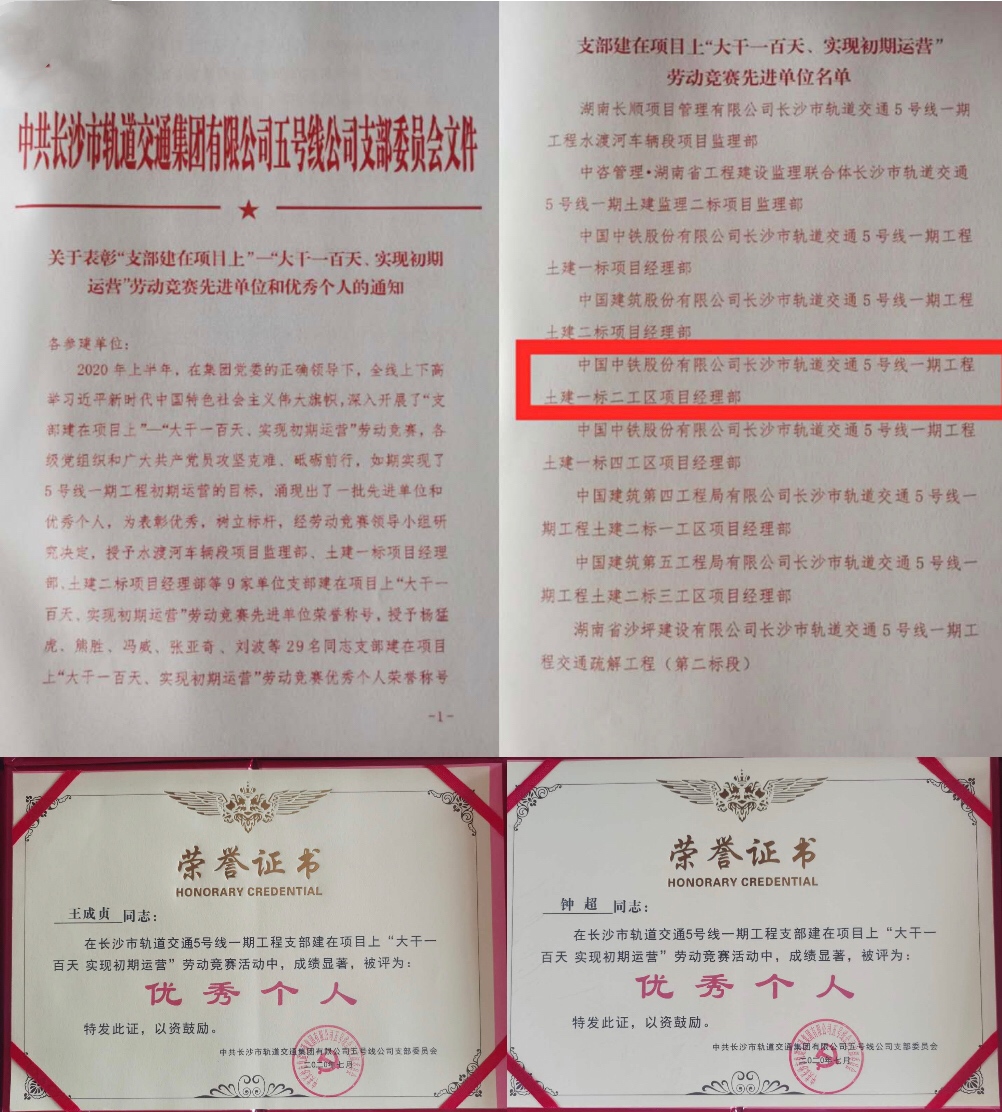 中共长沙市轨道交通集团有限公司五号线公司支部委员会文件
关于表彰“支部建在项目上”—“大干一百天、实现初期
运营”劳动竞赛先进单位和优秀个人的通知
各参建单位：
2020年上半年，在集团党委的正确领导下，全线上下高
举习近平新时代中国特色社会主义伟大旗帜，深入开展了“支
部建在项目上”—“大干一百天、实现初期运营”劳动竞赛，各
级党组织和广大共产党员攻坚克难、砥砺前行，如期实现了
5号线一期工程初期运营的目标，涌现出了一批先进单位和
优秀个人，为表彰优秀，树立标杆，经劳动竞赛领导小组研
究决定，授予水渡河车辆段项目监理部、土建一标项目经理
部、土建二标项目经理部等9家单位支部建在项目上“大干一
百天、实现初期运营”劳动竞赛先进单位荣誉称号，授予杨猛
虎、熊胜、冯威、张亚奇、刘波等29名同志支部建在项目
上“大干一百天、实现初期运营”劳动竞赛优秀个人荣誉称号
-1-
支部建在项目上“大干一百天、实现初期运营”
劳动竞赛先进单位名单
湖南长顺项目管理有限公司长沙市轨道交通5号线一期
工程水渡河车辆段项目监理部
中咨管理·湖南省工程建设监理联合体长沙市轨道交通
5号线一期土建监理二标项目监理部
中国中铁股份有限公司长沙市轨道交通5号线一期工程
土建一标项目经理部
中国建筑股份有限公司长沙市轨道交通5号线一期工程
土建二标项目经理部
中国中铁股份有限公司长沙市轨道交通5号线一期工程
土建一标二工区项目经理部
中国中铁股份有限公司长沙市轨道交通5号线一期工程
土建一标四工区项目经理部
中国建筑第四工程局有限公司长沙市轨道交通5号线一
期工程土建二标一工区项目经理部
中国建筑第五工程局有限公司长沙市轨道交通5号线一
期工程土建二标三工区项目经理部
湖南省沙坪建设有限公司长沙市轨道交通5号线一期工
程交通疏解工程（第二标段）
荣誉证书
HONORARY CREDENTIAL
王成贞 同志：
在长沙市轨道交通5号线一期工程支部建在项目上“大干一
百天 实现初期运营”劳动竞赛活动中，成绩显著，被评为：
优秀个人
特发此证，以资鼓励。
中共长沙市轨道交通集团有限公司五号线公司支部委员会
二〇二〇年七月
荣誉证书
HONORARY CREDENTIAL
钟超 同志：
在长沙市轨道交通5号线一期工程支部建在项目上“大干一
百天 实现初期运营”劳动竞赛活动中，成绩显著，被评为：
优秀个人
特发此证，以资鼓励。
中共长沙市轨道交通集团有限公司五号线公司支部委员会
二〇二〇年七月